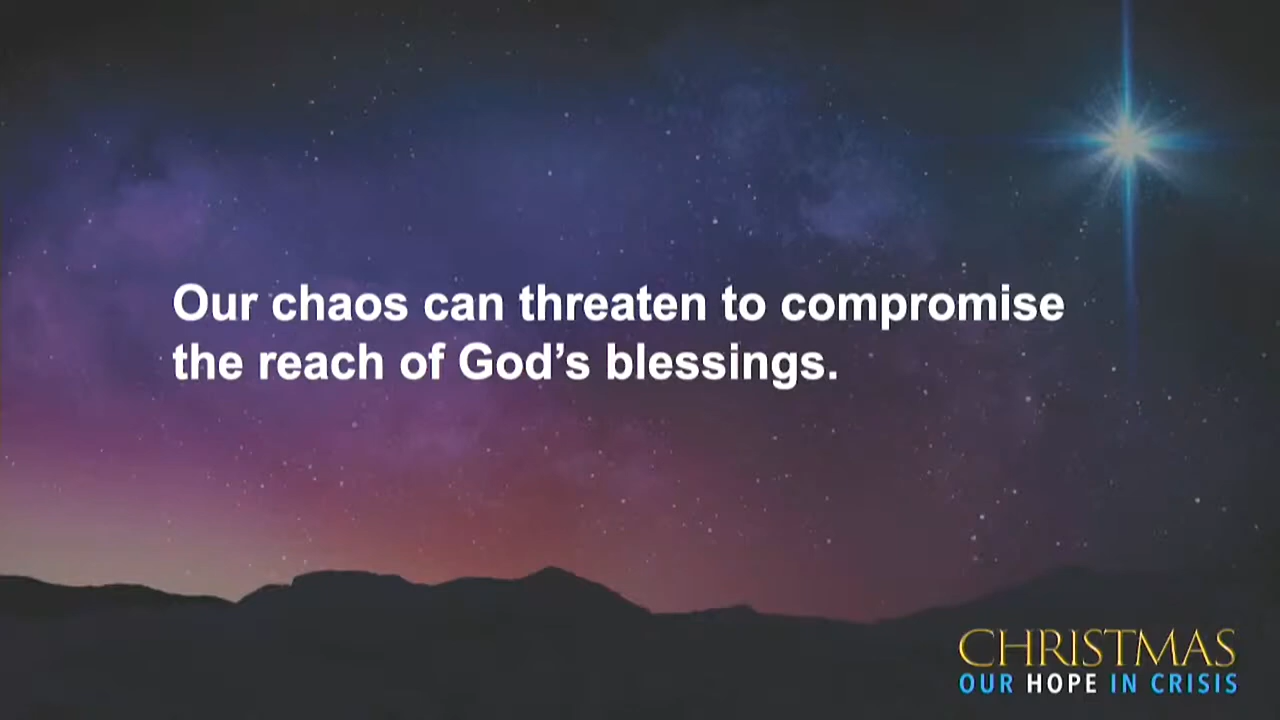 Our chaos can threaten to compromise
the reach of God’s blessings.
CHRISTMAS
OUR HOPE IN CRISIS